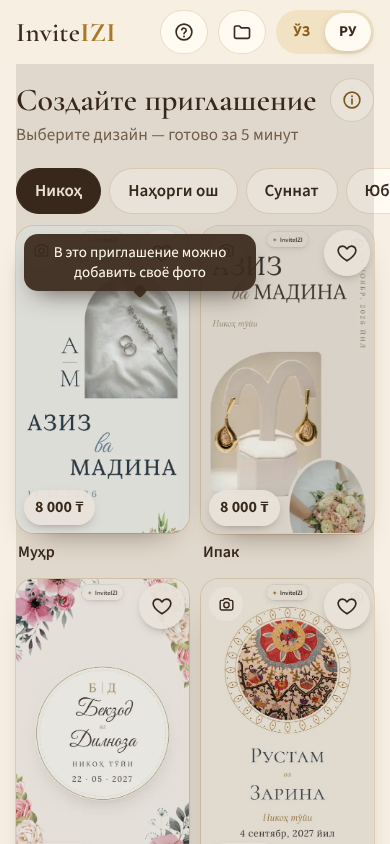 InviteIZI
ЎЗ
РУ
Создайте приглашение
Выберите дизайн — готово за 5 минут
Никоҳ
Наҳорги ош
Суннат
Юб
В это приглашение можно
добавить своё фото
InviteIZI
ва МАДИНА
Никоҳ тўйи
А
М
АЗИЗ
ва
МАДИНА
8 000 ₸
8 000 ₸
Муҳр
Ипак
InviteIZI
InviteIZI
Б | Д
Бекзод
ва
Дилноза
НИКОҲ ТЎЙИ
22 · 05 · 2027
Рустам
ва
Зарина
Никоҳ тўйи
4 сентябр, 2027 йил